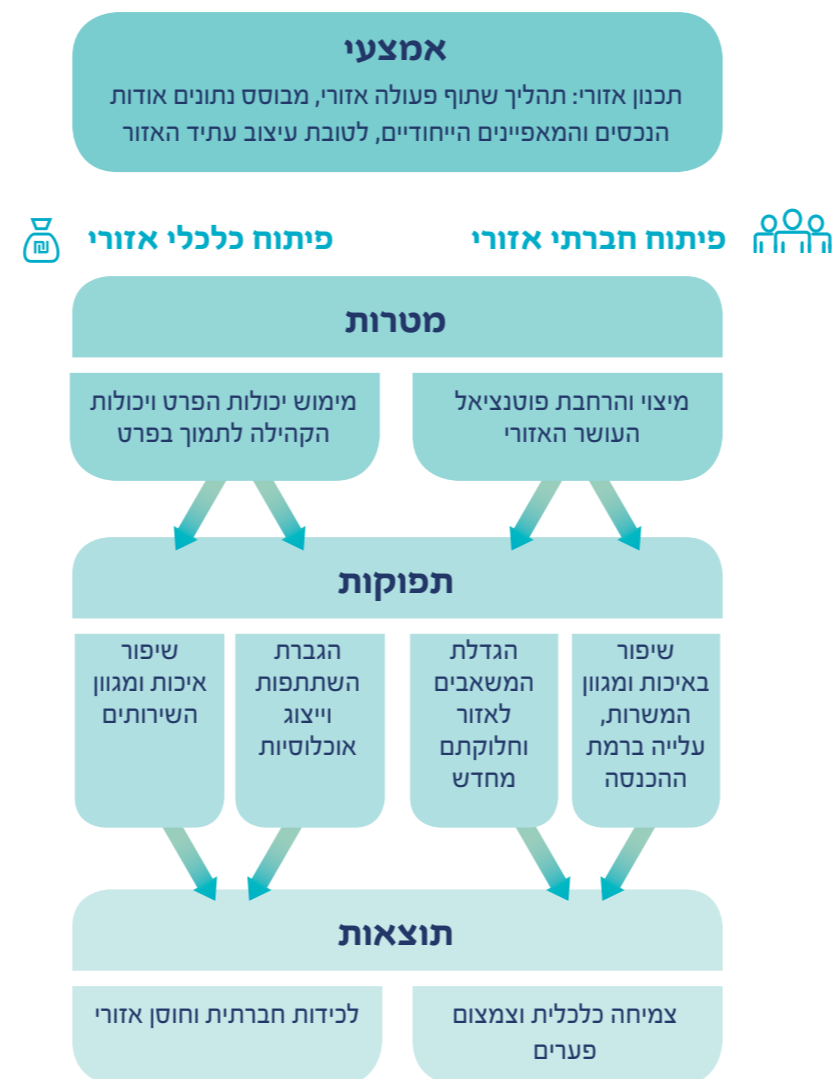 אמצעי
תכנון אזורי: תהליך שתוף פעולה אזורי, מבוסס נתונים אודות
הנכסים והמאפיינים הייחודיים, לטובת עיצוב עתיד האזור
פיתוח חברתי אזורי
פיתוח כלכלי אזורי
₪
מטרות
מיצוי והרחבת פוטנציאל
העושר האזורי
מימוש יכולות הפרט ויכולות
הקהילה לתמוך בפרט
תפוקות
שיפור
באיכות ומגוון
המשרות,
עלייה ברמת
ההכנסה
הגדלת
המשאבים
לאזור
וחלוקתם
מחדש
הגברת
השתתפות
וייצוג
אוכלוסיות
שיפור
איכות ומגוון
השירותים
תוצאות
צמיחה כלכלית וצמצום
פערים
לכידות חברתית וחוסן אזורי